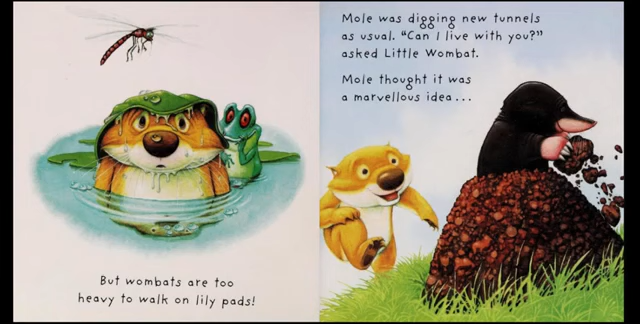 But wombats are too
heavy to walk on lily pads!
Mole was digging new tunnels
as usual. “Can I live with you?”
asked Little Wombat.
Mole thought it was
a marvellous idea...